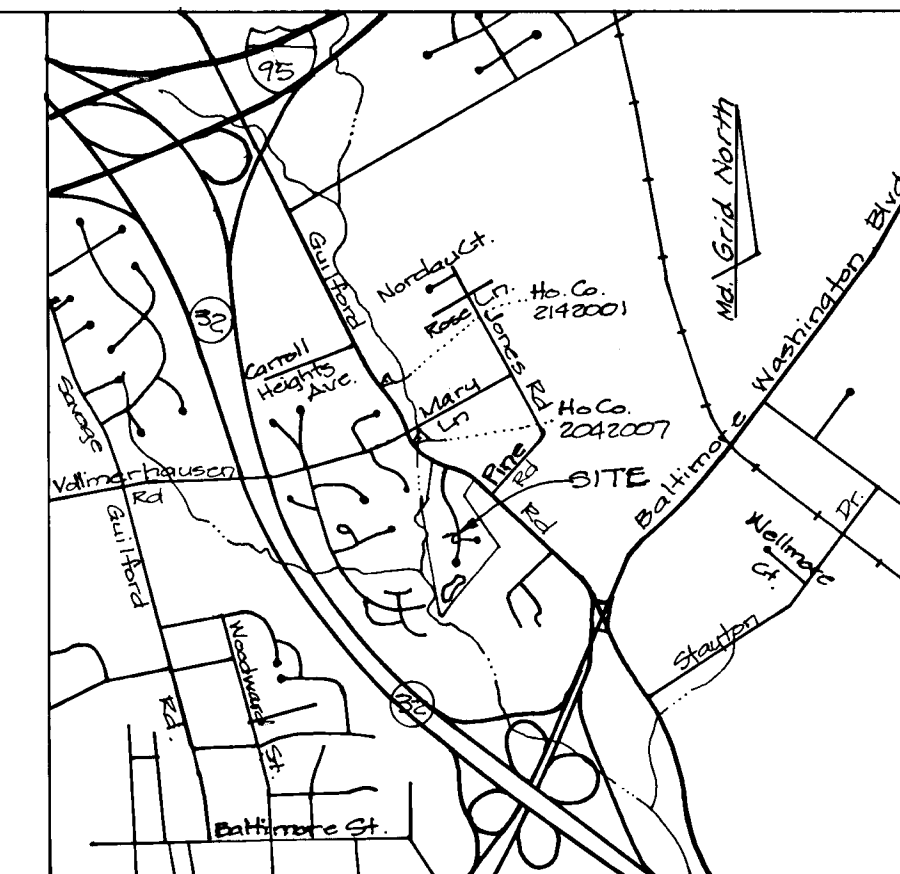 95
Md. Grid North
Blvd
Washington
Baltimore
Guilford
Nordau Ct.
Rose Ln.
Jones Rd
Ho. Co.
2142001
32
Carroll
Heights
Ave.
Mary
Ln
Ho Co.
2042007
Savage
Guilford
Rd.
Vollmerhausen
Rd
Pine
Rd
SITE
Rd
Wellmore
Ct.
Dr.
Stayton
Woodward
St.
32
Baltimore St.